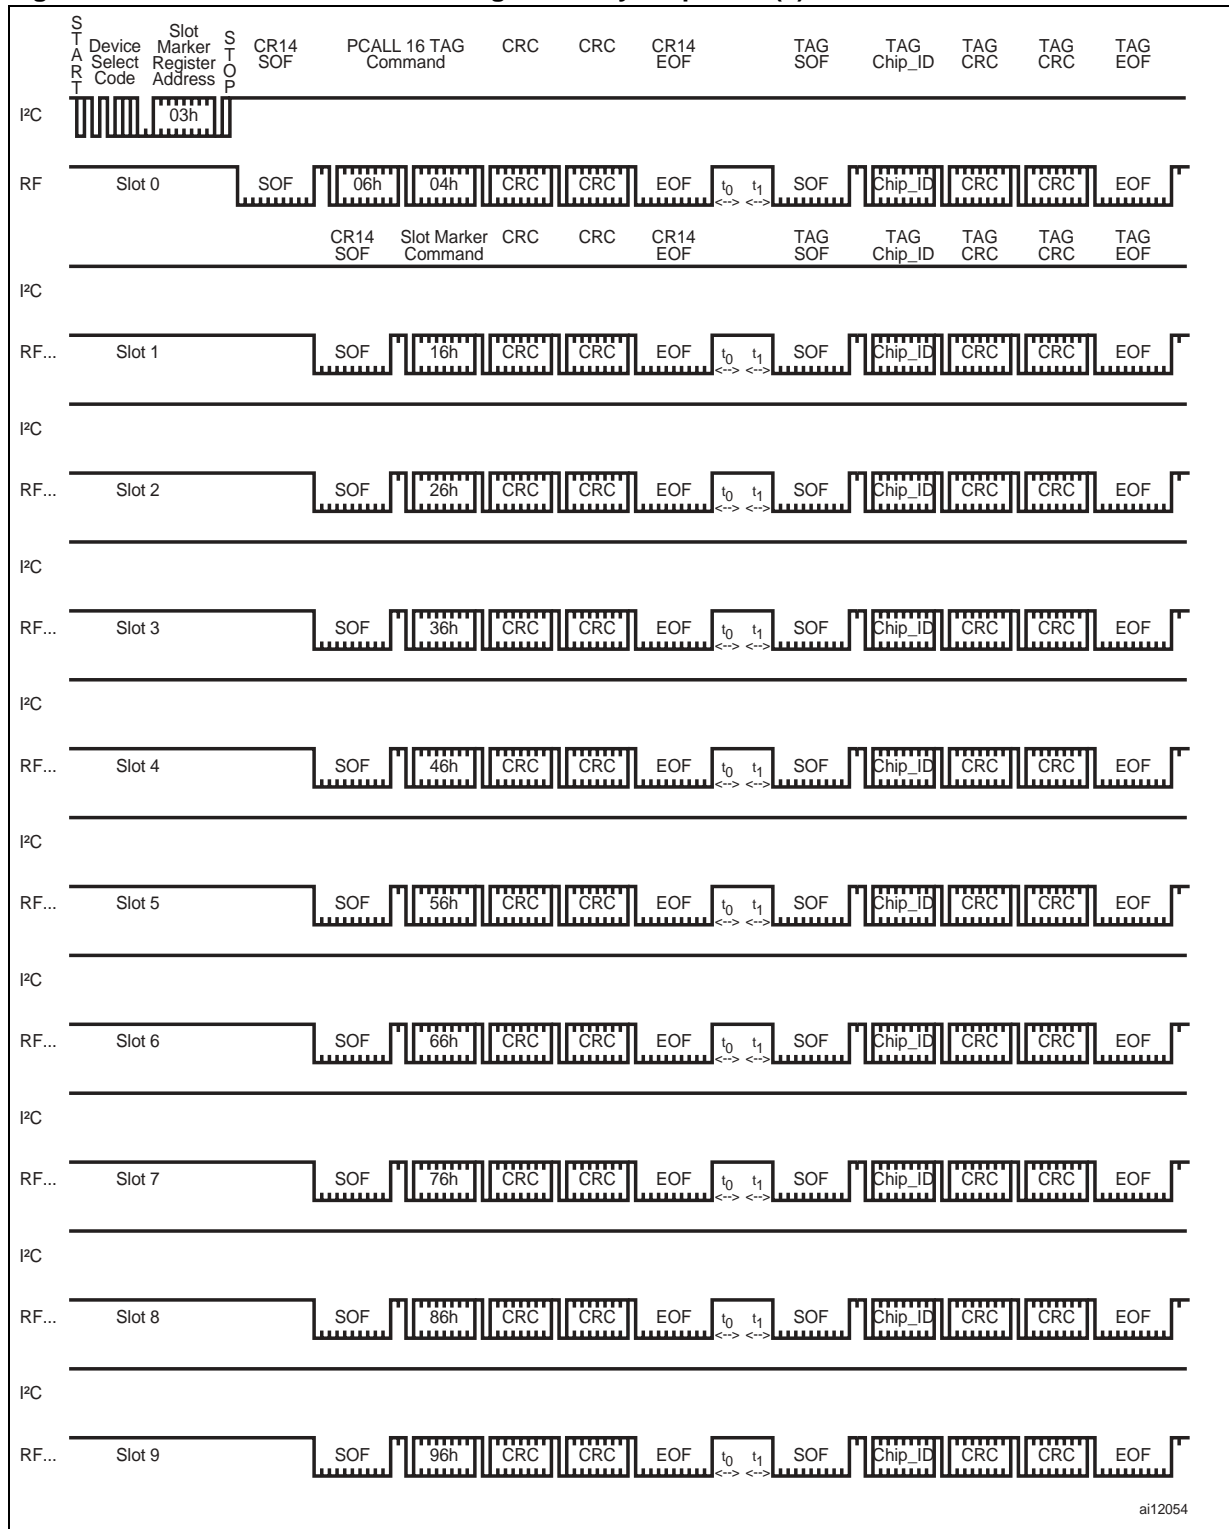 START Device Select Code Slot Marker Register Address STOP CR14 SOF PCALL 16 TAG Command CRC CRC CR14 EOF TAG SOF TAG Chip_ID TAG CRC TAG CRC TAG EOF
I²C 03h
RF Slot 0 SOF 06h 04h CRC CRC EOF t0 t1 SOF Chip_ID CRC CRC EOF
<--> <-->
CR14 SOF Slot Marker Command CRC CRC CR14 EOF TAG SOF TAG Chip_ID TAG CRC TAG CRC TAG EOF
I²C
RF... Slot 1 SOF 16h CRC CRC EOF t0 t1 SOF Chip_ID CRC CRC EOF
<--> <-->
I²C
RF... Slot 2 SOF 26h CRC CRC EOF t0 t1 SOF Chip_ID CRC CRC EOF
<--> <-->
I²C
RF... Slot 3 SOF 36h CRC CRC EOF t0 t1 SOF Chip_ID CRC CRC EOF
<--> <-->
I²C
RF... Slot 4 SOF 46h CRC CRC EOF t0 t1 SOF Chip_ID CRC CRC EOF
<--> <-->
I²C
RF... Slot 5 SOF 56h CRC CRC EOF t0 t1 SOF Chip_ID CRC CRC EOF
<--> <-->
I²C
RF... Slot 6 SOF 66h CRC CRC EOF t0 t1 SOF Chip_ID CRC CRC EOF
<--> <-->
I²C
RF... Slot 7 SOF 76h CRC CRC EOF t0 t1 SOF Chip_ID CRC CRC EOF
<--> <-->
I²C
RF... Slot 8 SOF 86h CRC CRC EOF t0 t1 SOF Chip_ID CRC CRC EOF
<--> <-->
I²C
RF... Slot 9 SOF 96h CRC CRC EOF t0 t1 SOF Chip_ID CRC CRC EOF
<--> <-->
ai12054